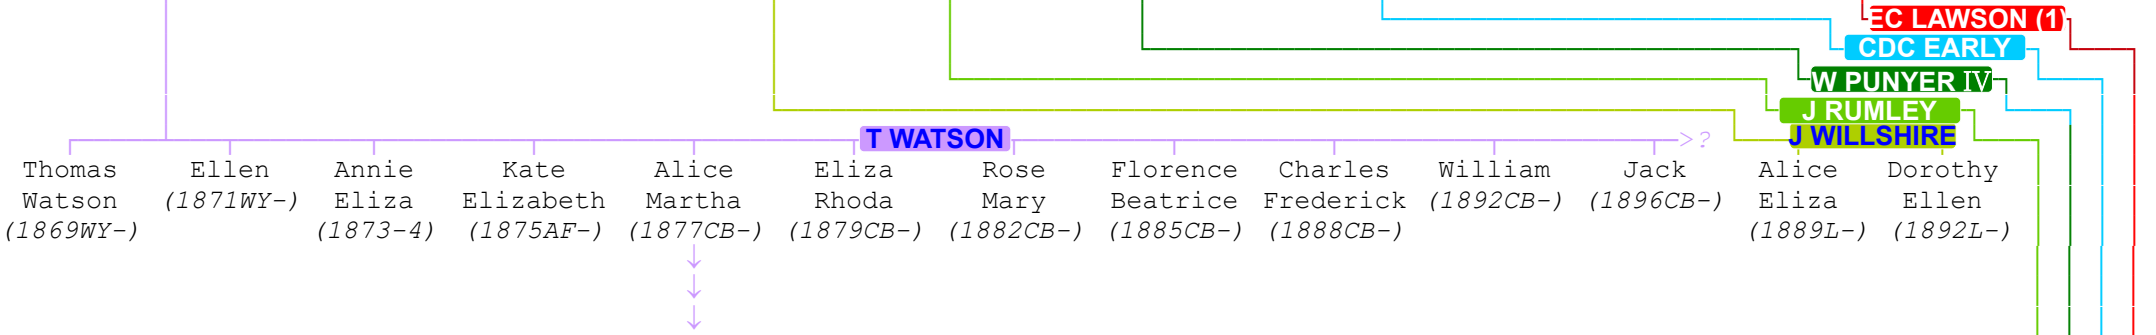 EC LAWSON (1)
CDC EARLY
W PUNYER IV
J RUMLEY
T WATSON >? J WILLSHIRE
Thomas Ellen Annie Kate Alice Eliza Rose Florence Charles William Jack Alice Dorothy
Watson (1871WY-) Eliza Elizabeth Martha Rhoda Mary Beatrice Frederick (1892CB-) (1896CB-) Eliza Ellen
(1869WY-) (1873-4) (1875AF-) (1877CB-) (1879CB-) (1882CB-) (1885CB-) (1888CB-) (1889L-) (1892L-)